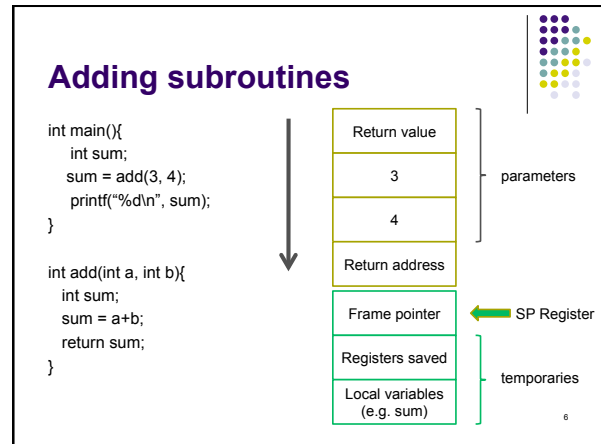 Adding subroutines
int main(){
int sum;
sum = add(3, 4);
printf(“%d\n”, sum);
}
int add(int a, int b){
int sum;
sum = a+b;
return sum;
}
Return value
3
4
Return address
parameters
Frame pointer
SP Register
Registers saved
Local variables
(e.g. sum)
temporaries
6